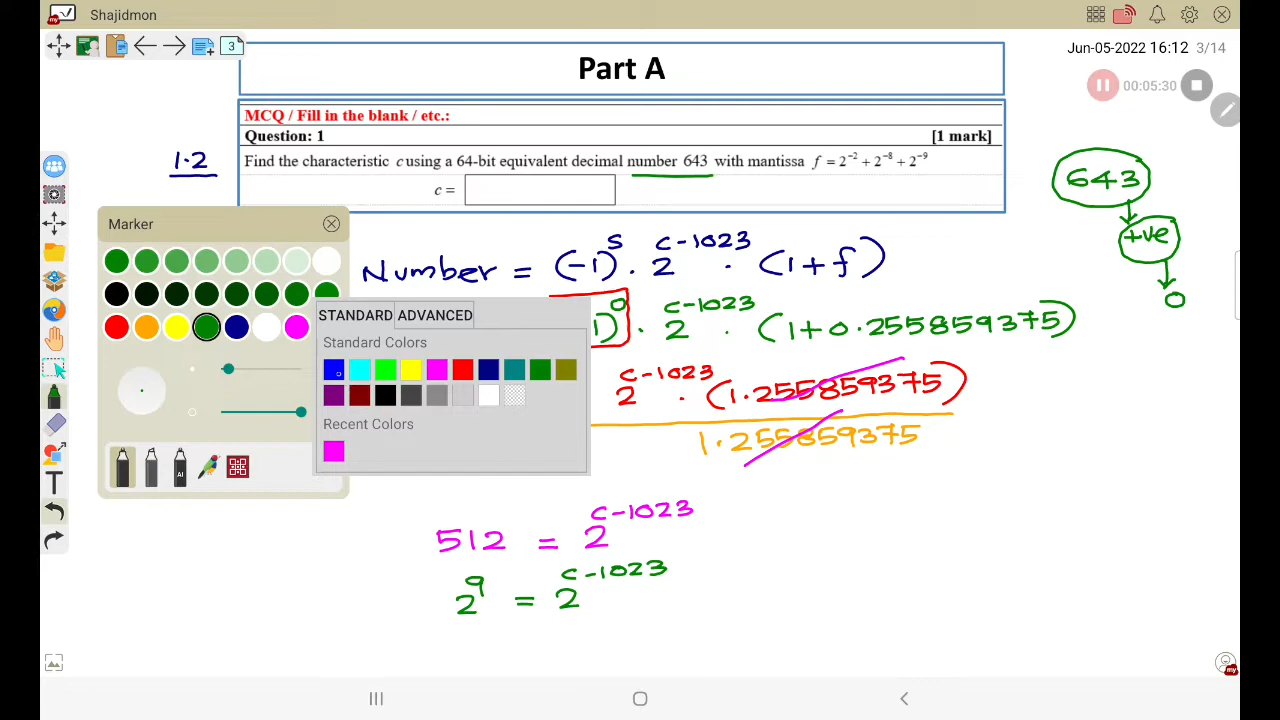 Shajidmon
3
Jun-05-2022 16:12 3/14
00:05:30
Part A
MCQ / Fill in the blank / etc.:
Question: 1 [1 mark]
1.2
Find the characteristic c using a 64-bit equivalent decimal number 643 with mantissa f = 2⁻² + 2⁻⁸ + 2⁻⁹
c =
643
+ve
0
Marker
Number = (-1)^S . 2^(C-1023) . (1+f)
1)^0 . 2^(C-1023) . (1+0.255859375)
2^(C-1023) . (1.255859375)
1.255859375
STANDARD ADVANCED
Standard Colors
Recent Colors
AI
T
512 = 2^(C-1023)
2^9 = 2^(C-1023)